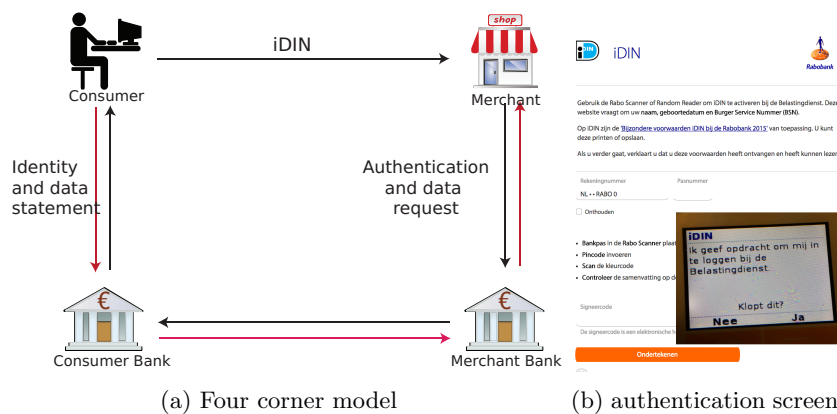 shop
iDIN
Consumer
Merchant
Identity
and data
statement
Authentication
and data
request
€
€
Consumer Bank
Merchant Bank
(a) Four corner model
iDIN
iDIN
Rabobank
Gebruik de Rabo Scanner of Random Reader om iDIN te activeren bij de Belastingdienst. Deze
website vraagt om uw naam, geboortedatum en Burger Service Nummer (BSN).
Op iDIN zijn de 'Bijzondere voorwaarden iDIN bij de Rabobank 2015' van toepassing. U kunt
deze printen of opslaan.
Als u verder gaat, verklaart u dat u deze voorwaarden heeft ontvangen en heeft kunnen lezen
Rekeningnummer Pasnummer
NL•• RABO 0
Onthouden
• Bankpas in de Rabo Scanner plaat
• Pincode invoeren
• Scan de kleurcode
• Controleer de samenvatting op de
Signeercode
De signeercode is een elektronische h
Ondertekenen
iDIN
Ik geef opdracht om mij in
te loggen bij de
Belastingdienst.
Klopt dit?
Nee Ja
(b) authentication screen